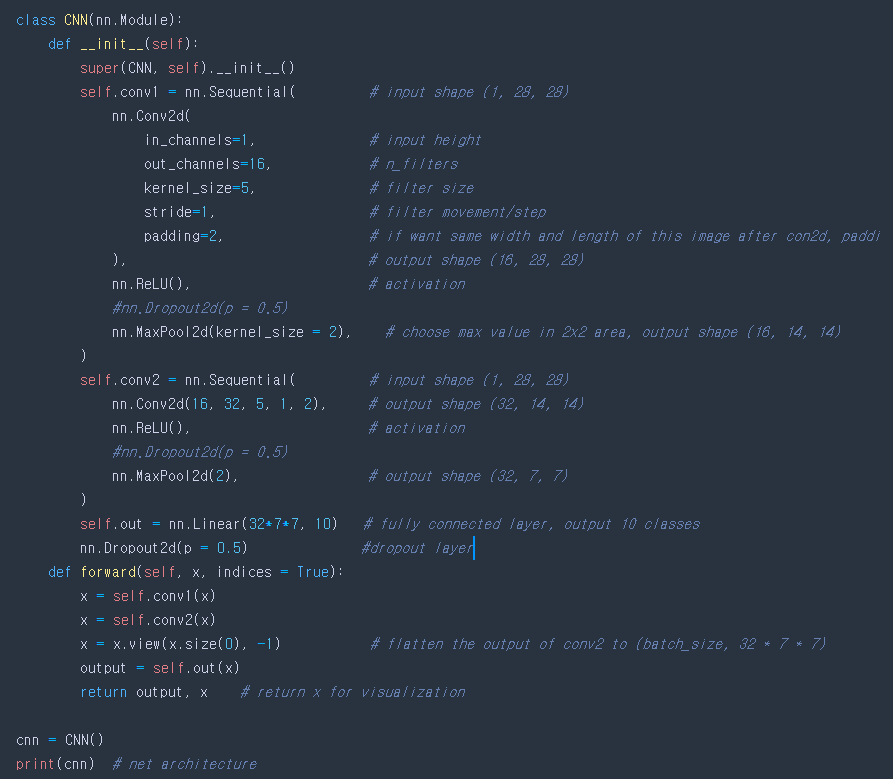 class CNN(nn.Module):
    def __init__(self):
        super(CNN, self).__init__()
        self.conv1 = nn.Sequential(         # input shape (1, 28, 28)
            nn.Conv2d(
                in_channels=1,              # input height
                out_channels=16,            # n_filters
                kernel_size=5,              # filter size
                stride=1,                   # filter movement/step
                padding=2,                  # if want same width and length of this image after con2d, paddi
            ),                              # output shape (16, 28, 28)
            nn.ReLU(),                      # activation
            #nn.Dropout2d(p = 0.5)
            nn.MaxPool2d(kernel_size = 2),    # choose max value in 2x2 area, output shape (16, 14, 14)
        )
        self.conv2 = nn.Sequential(         # input shape (1, 28, 28)
            nn.Conv2d(16, 32, 5, 1, 2),     # output shape (32, 14, 14)
            nn.ReLU(),                      # activation
            #nn.Dropout2d(p = 0.5)
            nn.MaxPool2d(2),                # output shape (32, 7, 7)
        )
        self.out = nn.Linear(32*7*7, 10)   # fully connected layer, output 10 classes
        nn.Dropout2d(p = 0.5)              #dropout layer
    def forward(self, x, indices = True):
        x = self.conv1(x)
        x = self.conv2(x)
        x = x.view(x.size(0), -1)           # flatten the output of conv2 to (batch_size, 32 * 7 * 7)
        output = self.out(x)
        return output, x    # return x for visualization
cnn = CNN()
print(cnn)  # net architecture